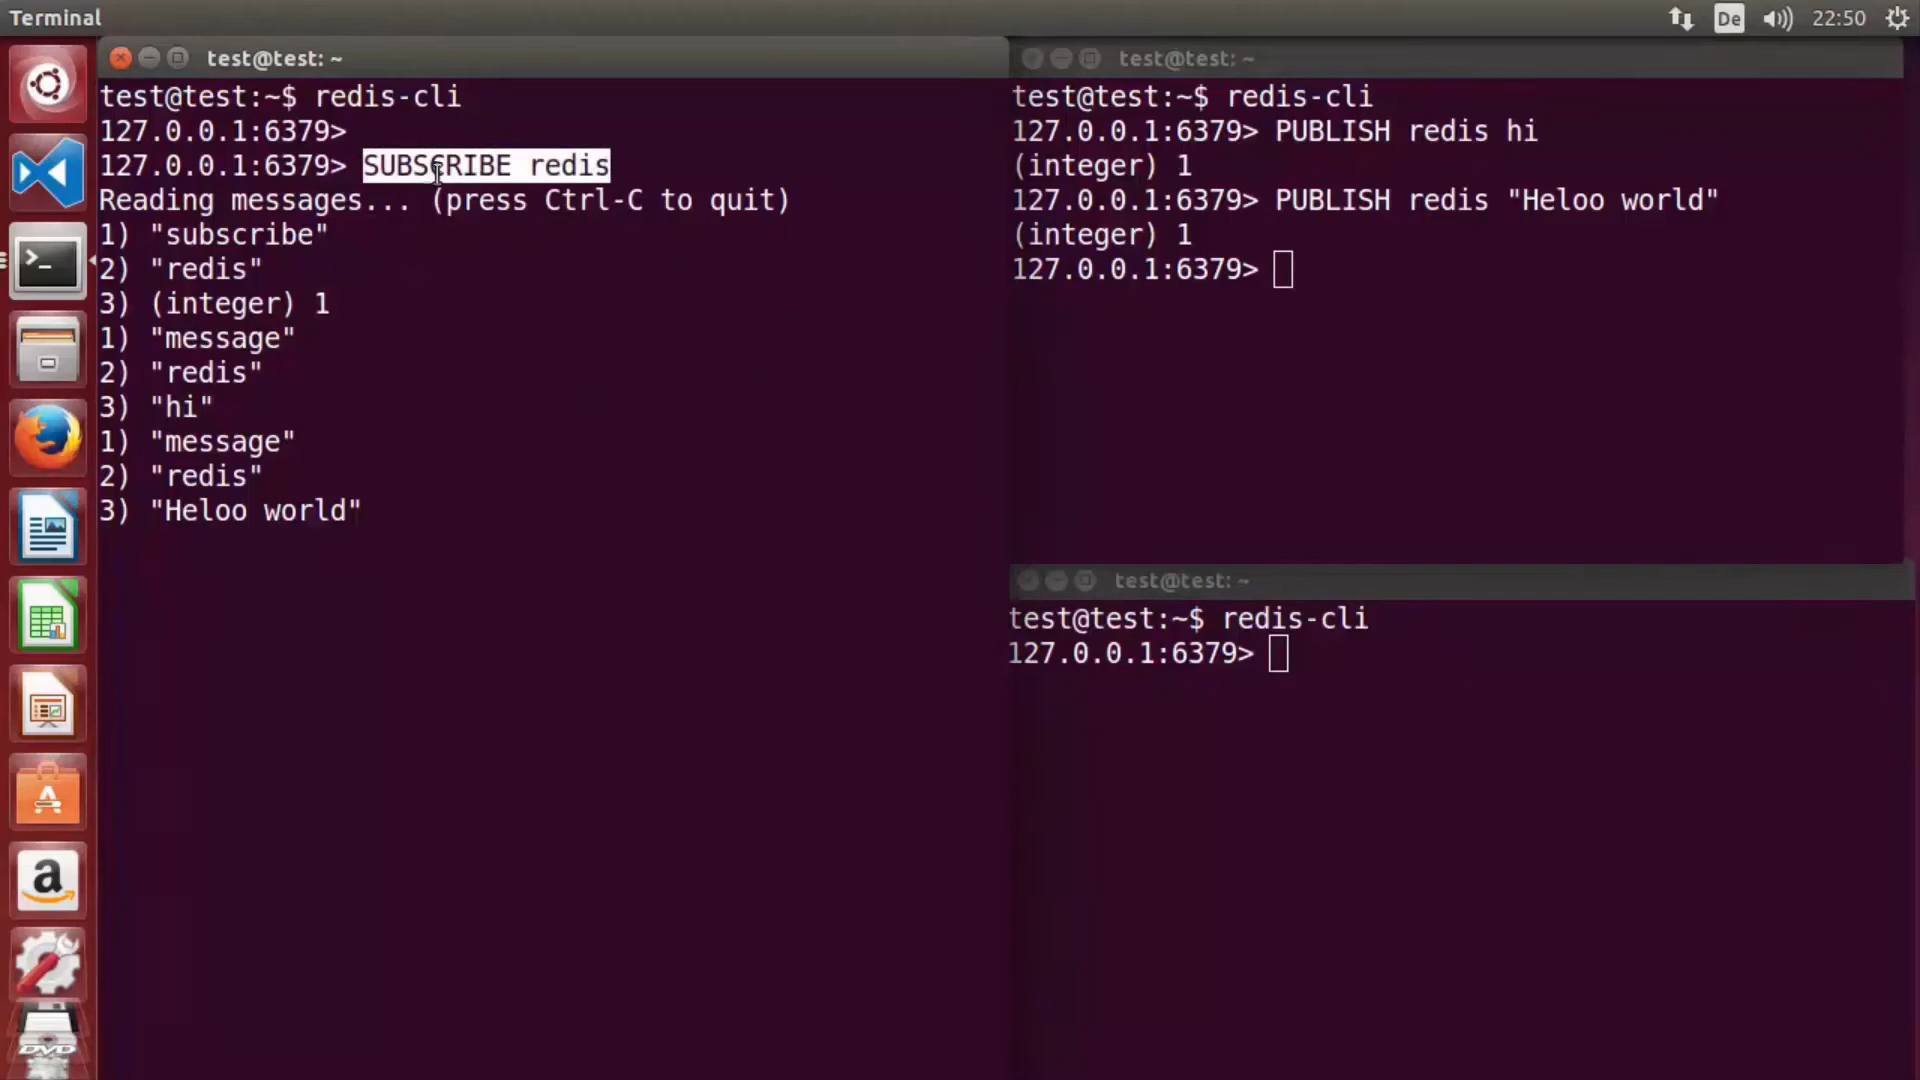 Terminal
De
22:50
test@test: ~
test@test:~$ redis-cli
127.0.0.1:6379>
127.0.0.1:6379> SUBSCRIBE redis
Reading messages... (press Ctrl-C to quit)
1) "subscribe"
2) "redis"
3) (integer) 1
1) "message"
2) "redis"
3) "hi"
1) "message"
2) "redis"
3) "Heloo world"
test@test: ~
test@test:~$ redis-cli
127.0.0.1:6379> PUBLISH redis hi
(integer) 1
127.0.0.1:6379> PUBLISH redis "Heloo world"
(integer) 1
127.0.0.1:6379>
test@test: ~
test@test:~$ redis-cli
127.0.0.1:6379>
>_
A
a
DVD